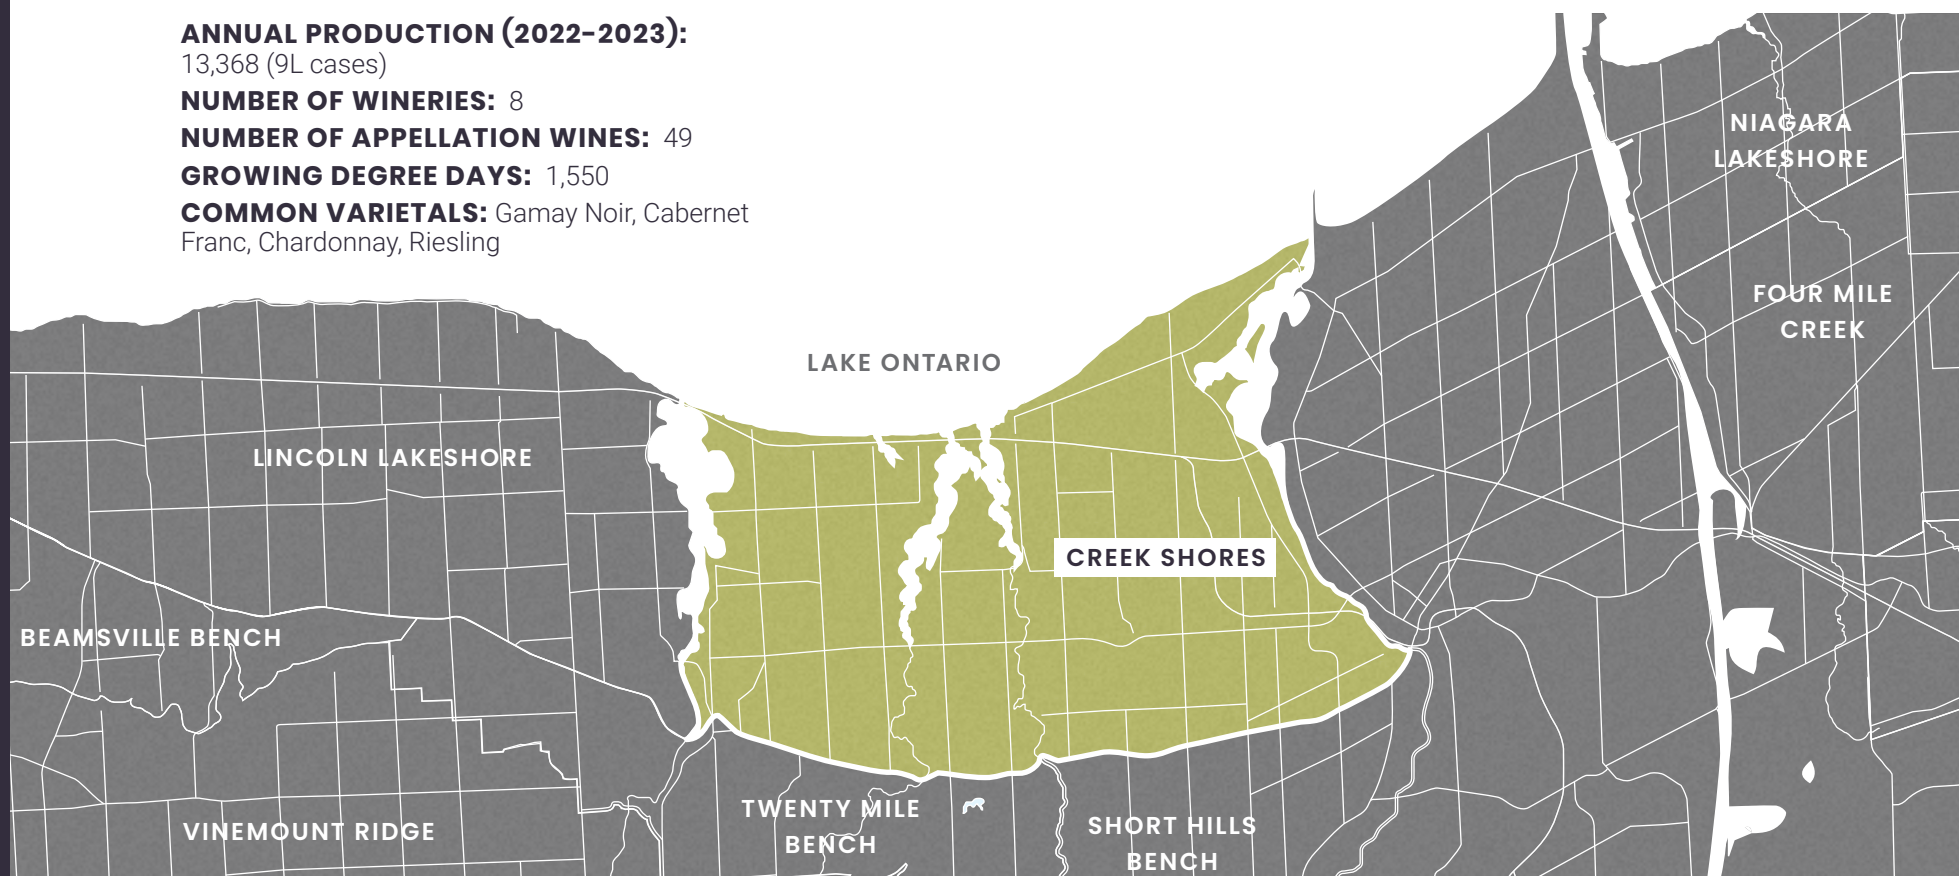 ANNUAL PRODUCTION (2022-2023):
13,368 (9L cases)
NUMBER OF WINERIES: 8
NUMBER OF APPELLATION WINES: 49
GROWING DEGREE DAYS: 1,550
COMMON VARIETALS: Gamay Noir, Cabernet
Franc, Chardonnay, Riesling
NIAGARA
LAKESHORE
FOUR MILE
CREEK
LAKE ONTARIO
LINCOLN LAKESHORE
CREEK SHORES
BEAMSVILLE BENCH
VINEMOUNT RIDGE
TWENTY MILE
BENCH
SHORT HILLS
BENCH